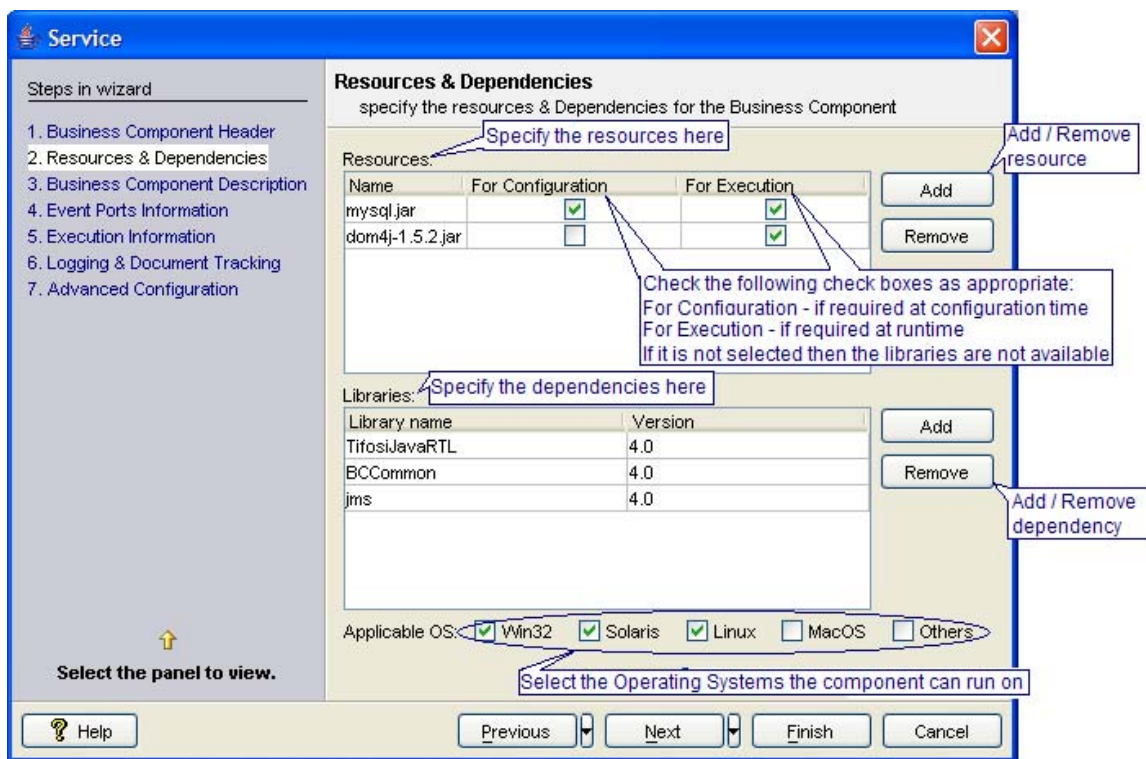 Service
Steps in wizard
1. Business Component Header
2. Resources & Dependencies
3. Business Component Description
4. Event Ports Information
5. Execution Information
6. Logging & Document Tracking
7. Advanced Configuration
Select the panel to view.
Resources & Dependencies
specify the resources & Dependencies for the Business Component
Specify the resources here
Add / Remove
resource
Resources:
Name For Configuration For Execution
mysql.jar
dom4j-1.5.2.jar
Add
Remove
Check the following check boxes as appropriate:
For Configuration - if required at configuration time
For Execution - if required at runtime
If it is not selected then the libraries are not available
Specify the dependencies here
Libraries:
Library name Version
TifosiJavaRTL 4.0
BCCommon 4.0
jms 4.0
Add
Remove
Add / Remove
dependency
Applicable OS: Win32 Solaris Linux MacOS Others
Select the Operating Systems the component can run on
Help Previous Next Finish Cancel